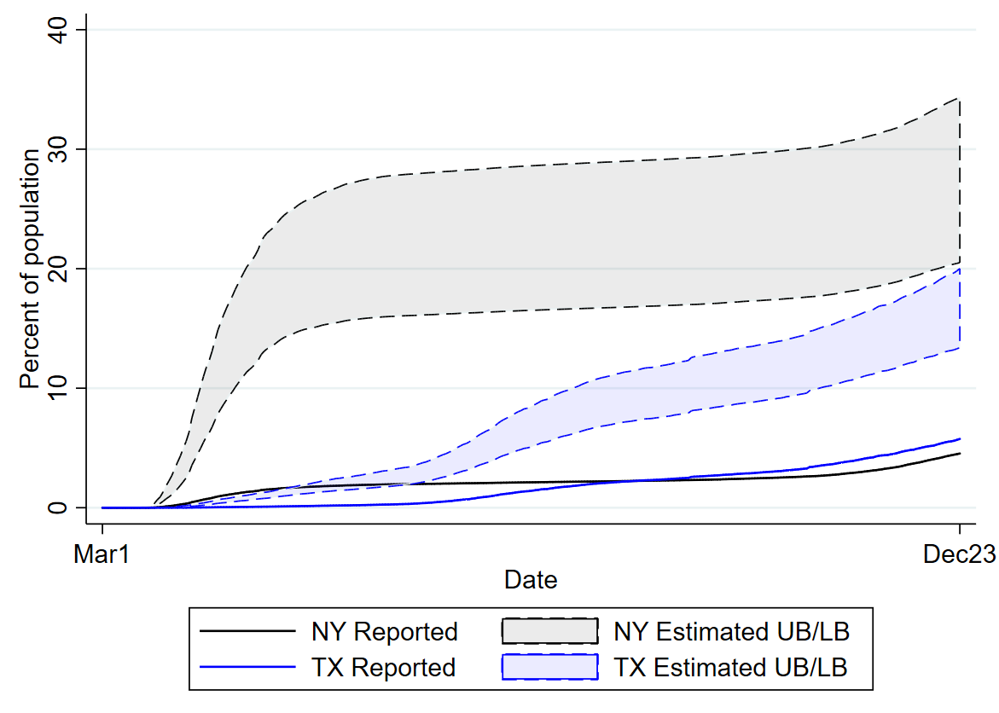 40
30
20
10
0
Percent of population
Mar1
Dec23
Date
NY Reported
NY Estimated UB/LB
TX Reported
TX Estimated UB/LB